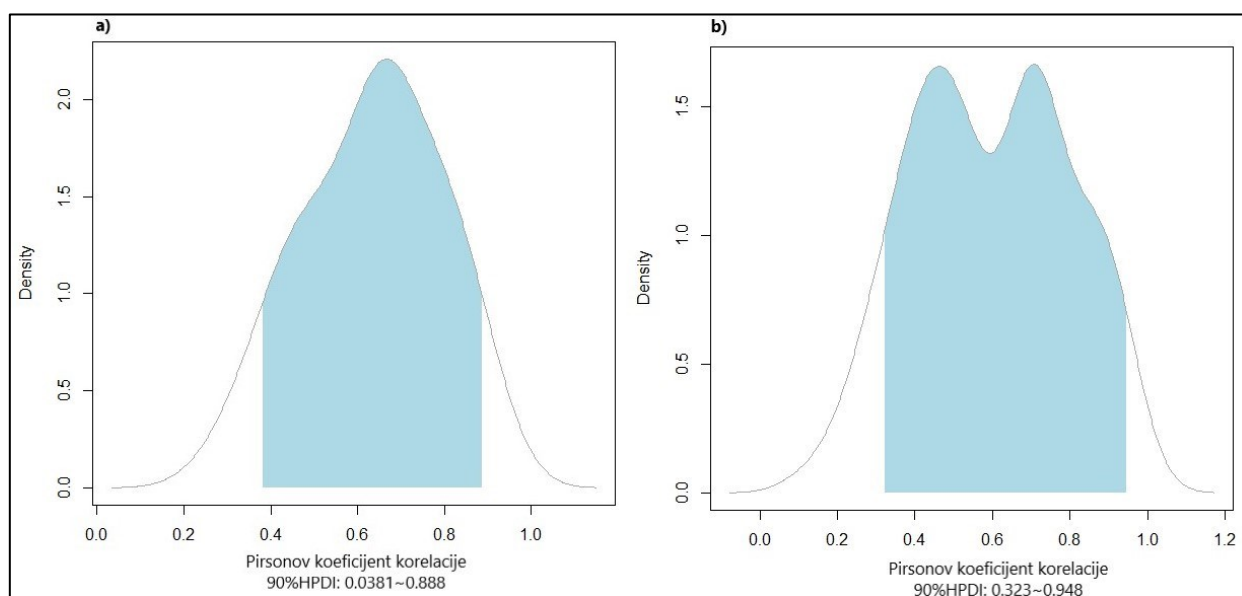 a)
Density
2.0
1.5
1.0
0.5
0.0
0.0 0.2 0.4 0.6 0.8 1.0
Pirsonov koeficijent korelacije
90%HPDI: 0.0381~0.888
b)
Density
1.5
1.0
0.5
0.0
0.0 0.2 0.4 0.6 0.8 1.0 1.2
Pirsonov koeficijent korelacije
90%HPDI: 0.323~0.948